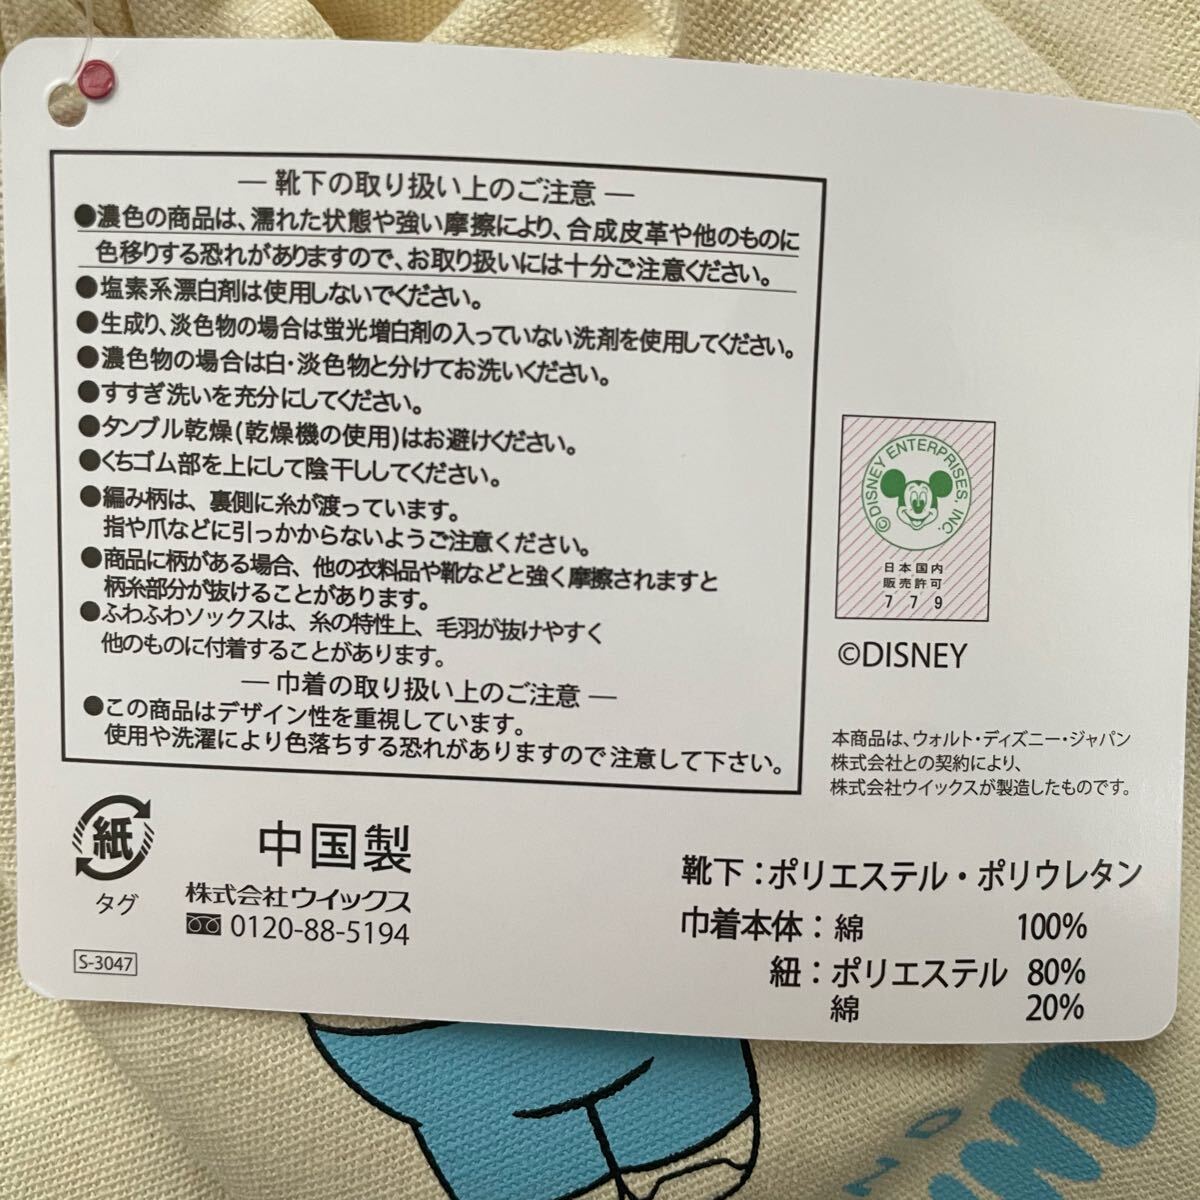 ― 靴下の取り扱い上のご注意 ―
●濃色の商品は、濡れた状態や強い摩擦により、合成皮革や他のものに
色移りする恐れがありますので、お取り扱いには十分ご注意ください。
●塩素系漂白剤は使用しないでください。
●生成り、淡色物の場合は蛍光増白剤の入っていない洗剤を使用してください。
●濃色物の場合は白・淡色物と分けてお洗いください。
●すすぎ洗いを充分にしてください。
●タンブル乾燥(乾燥機の使用)はお避けください。
●くちゴム部を上にして陰干ししてください。
●編み柄は、裏側に糸が渡っています。
指や爪などに引っかからないようご注意ください。
●商品に柄がある場合、他の衣料品や靴などと強く摩擦されますと
柄糸部分が抜けることがあります。
●ふわふわソックスは、糸の特性上、毛羽が抜けやすく
他のものに付着することがあります。
― 巾着の取り扱い上のご注意 ―
●この商品はデザイン性を重視しています。
使用や洗濯により色落ちする恐れがありますので注意して下さい。
©DISNEY ENTERPRISES, INC.
日本国内
販売許可
779
©DISNEY
本商品は、ウォルト・ディズニー・ジャパン
株式会社との契約により、
株式会社ウイックスが製造したものです。
紙
タグ
中国製
株式会社ウイックス
0120-88-5194
S-3047
靴下：ポリエステル・ポリウレタン
巾着本体：綿 100%
紐：ポリエステル 80%
綿 20%